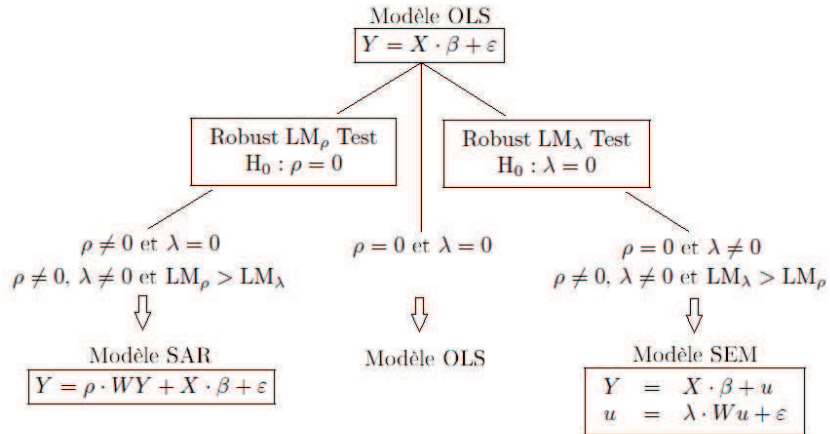 Modèle OLS
Y = X · β + ε
Robust LMρ Test
H0 : ρ = 0
Robust LMλ Test
H0 : λ = 0
ρ ≠ 0 et λ = 0
ρ ≠ 0, λ ≠ 0 et LMρ > LMλ
ρ = 0 et λ = 0
ρ = 0 et λ ≠ 0
ρ ≠ 0, λ ≠ 0 et LMλ > LMρ
Modèle SAR
Y = ρ · WY + X · β + ε
Modèle OLS
Modèle SEM
Y = X · β + u
u = λ · Wu + ε